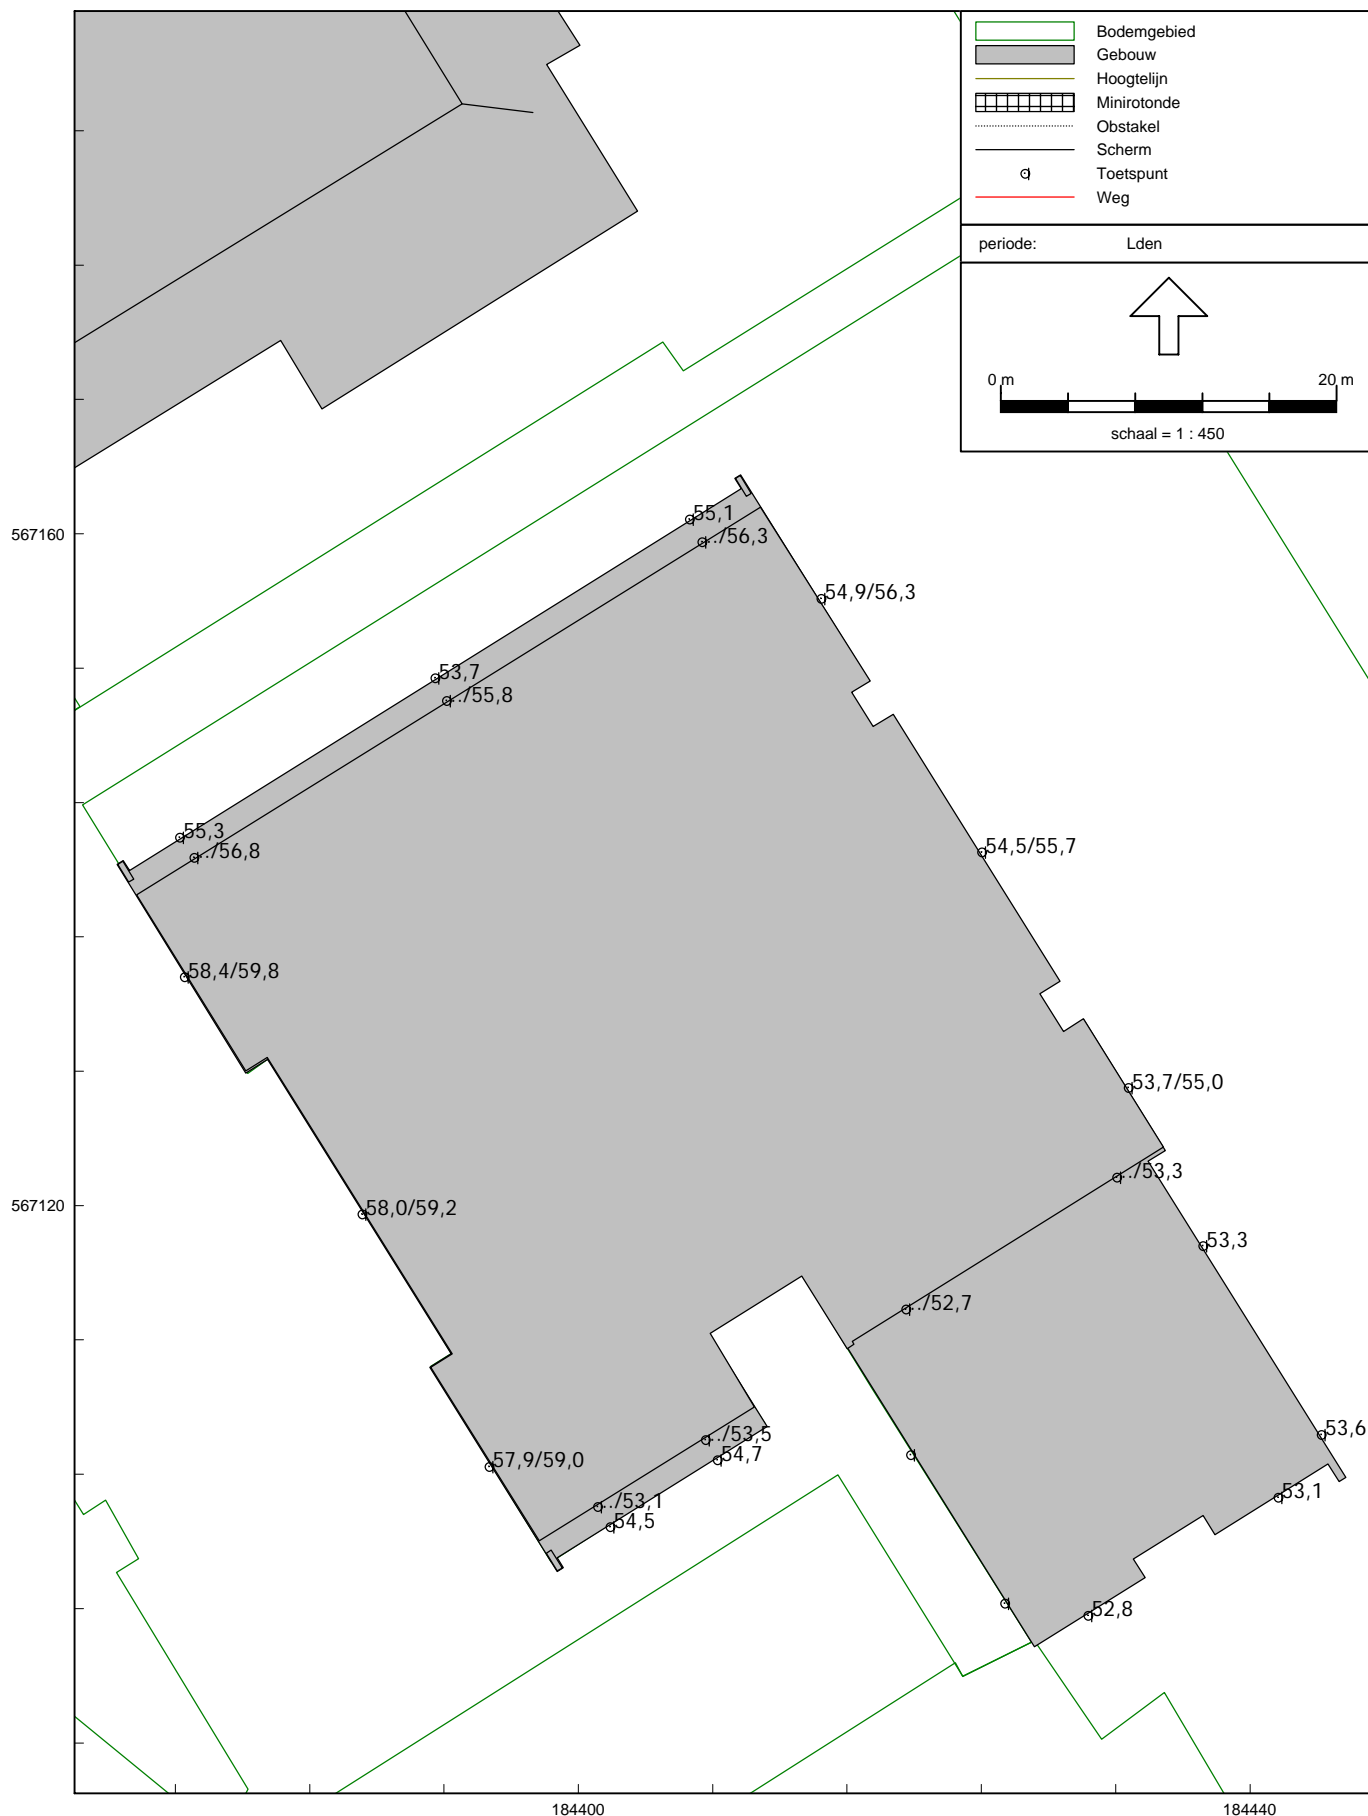 Bodemgebied
Gebouw
Hoogtelijn
Minirotonde
Obstakel
Scherm
Toetspunt
Weg
periode: Lden
0 m 20 m
schaal = 1 : 450
567160
55,1
../56,3
54,9/56,3
53,7
../55,8
55,3
../56,8
54,5/55,7
58,4/59,8
53,7/55,0
../53,3
567120
58,0/59,2
53,3
../52,7
../53,5
54,7
53,6
57,9/59,0
../53,1
54,5
53,1
52,8
184400
184440